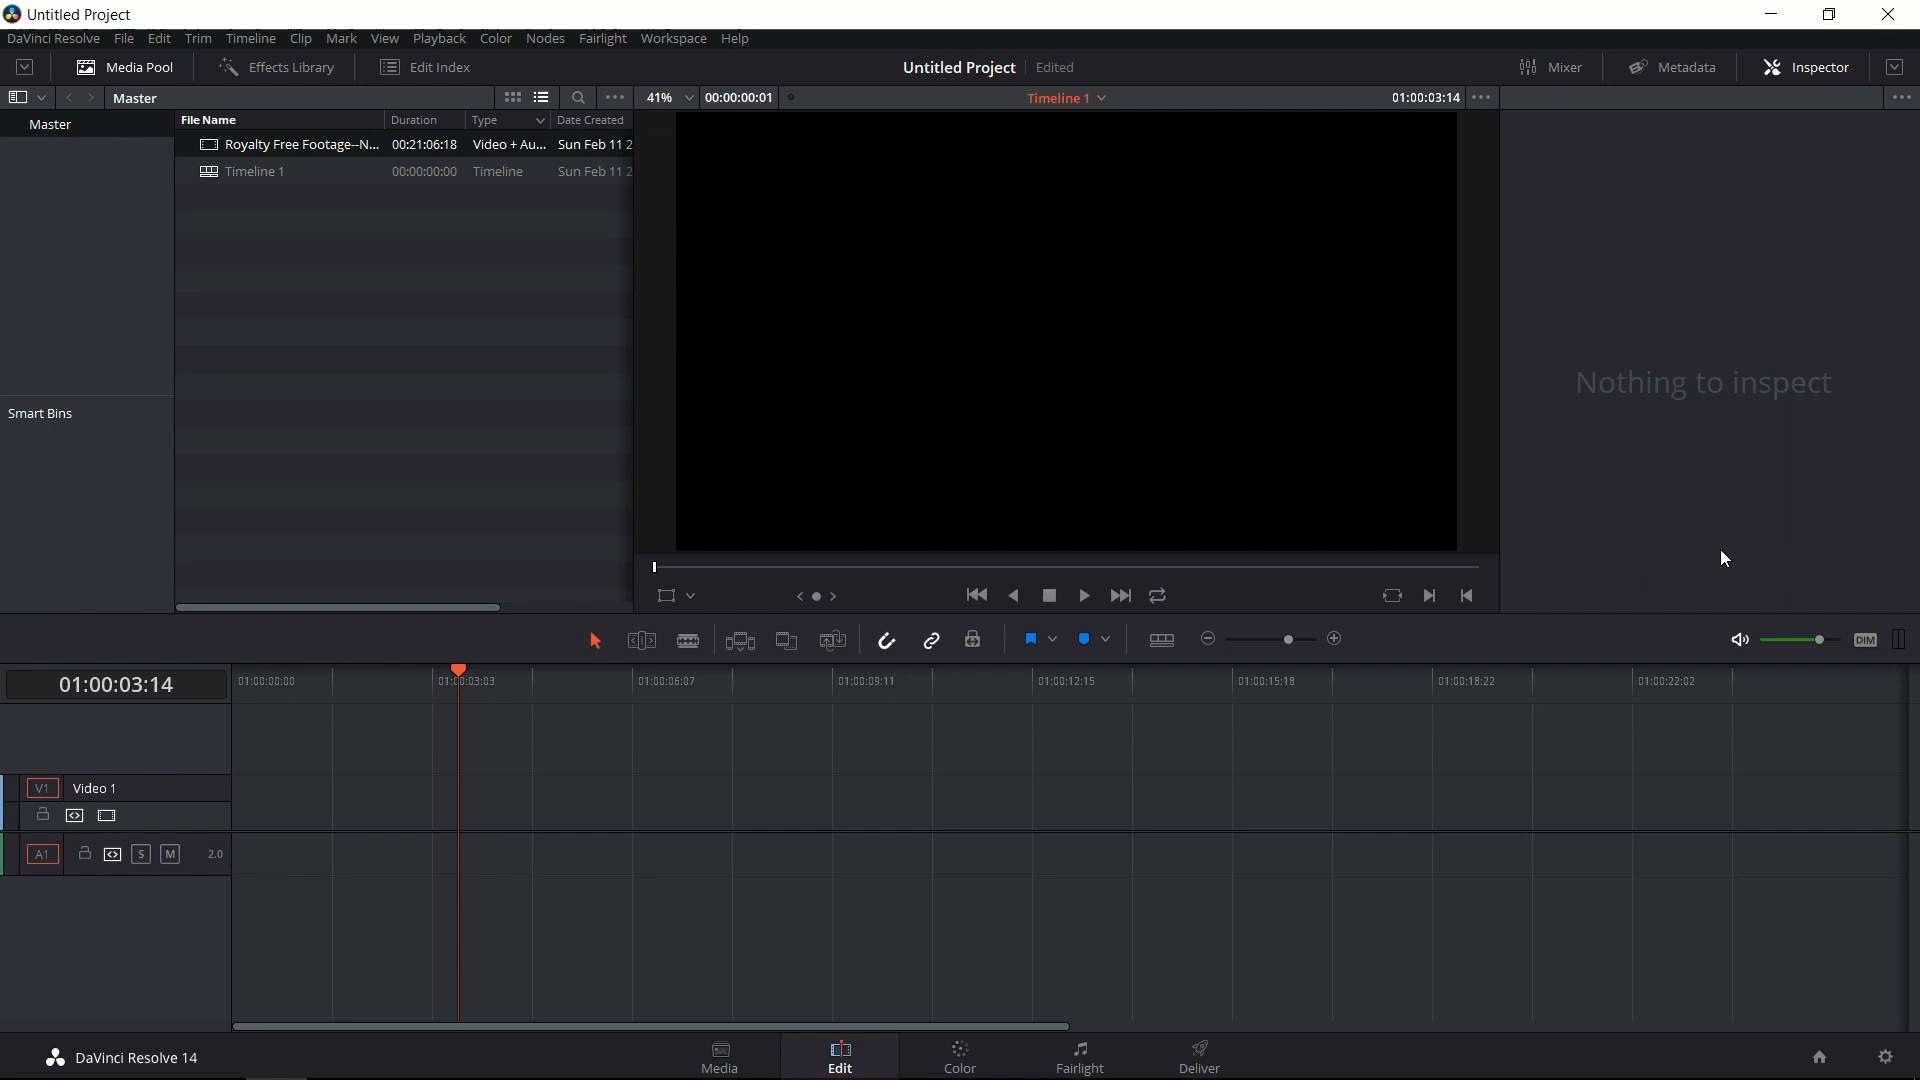 Untitled Project
DaVinci Resolve File Edit Trim Timeline Clip Mark View Playback Color Nodes Fairlight Workspace Help
Media Pool Effects Library Edit Index Untitled Project Edited Mixer Metadata Inspector
Master 41% 00:00:00:01 Timeline 1 01:00:03:14
Master
File Name Duration Type Date Created
Royalty Free Footage--N... 00:21:06:18 Video + Au... Sun Feb 11 2
Timeline 1 00:00:00:00 Timeline Sun Feb 11 2
Nothing to inspect
Smart Bins
DIM
01:00:03:14 01:00:00:00 01:00:03:03 01:00:06:07 01:00:09:11 01:00:12:15 01:00:15:18 01:00:18:22 01:00:22:02
V1 Video 1
A1 S M 2.0
DaVinci Resolve 14 Media Edit Color Fairlight Deliver